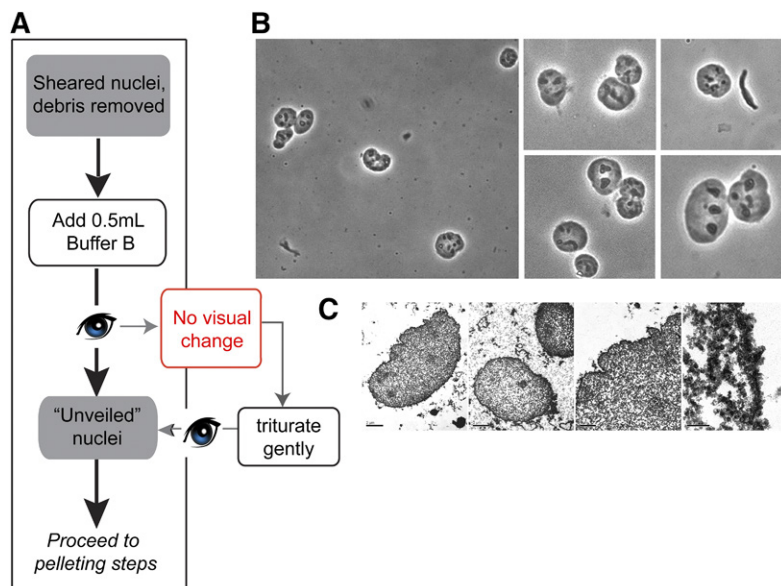 A
Sheared nuclei,
debris removed
Add 0.5mL
Buffer B
No visual
change
triturate
gently
“Unveiled”
nuclei
Proceed to
pelleting steps
B
C